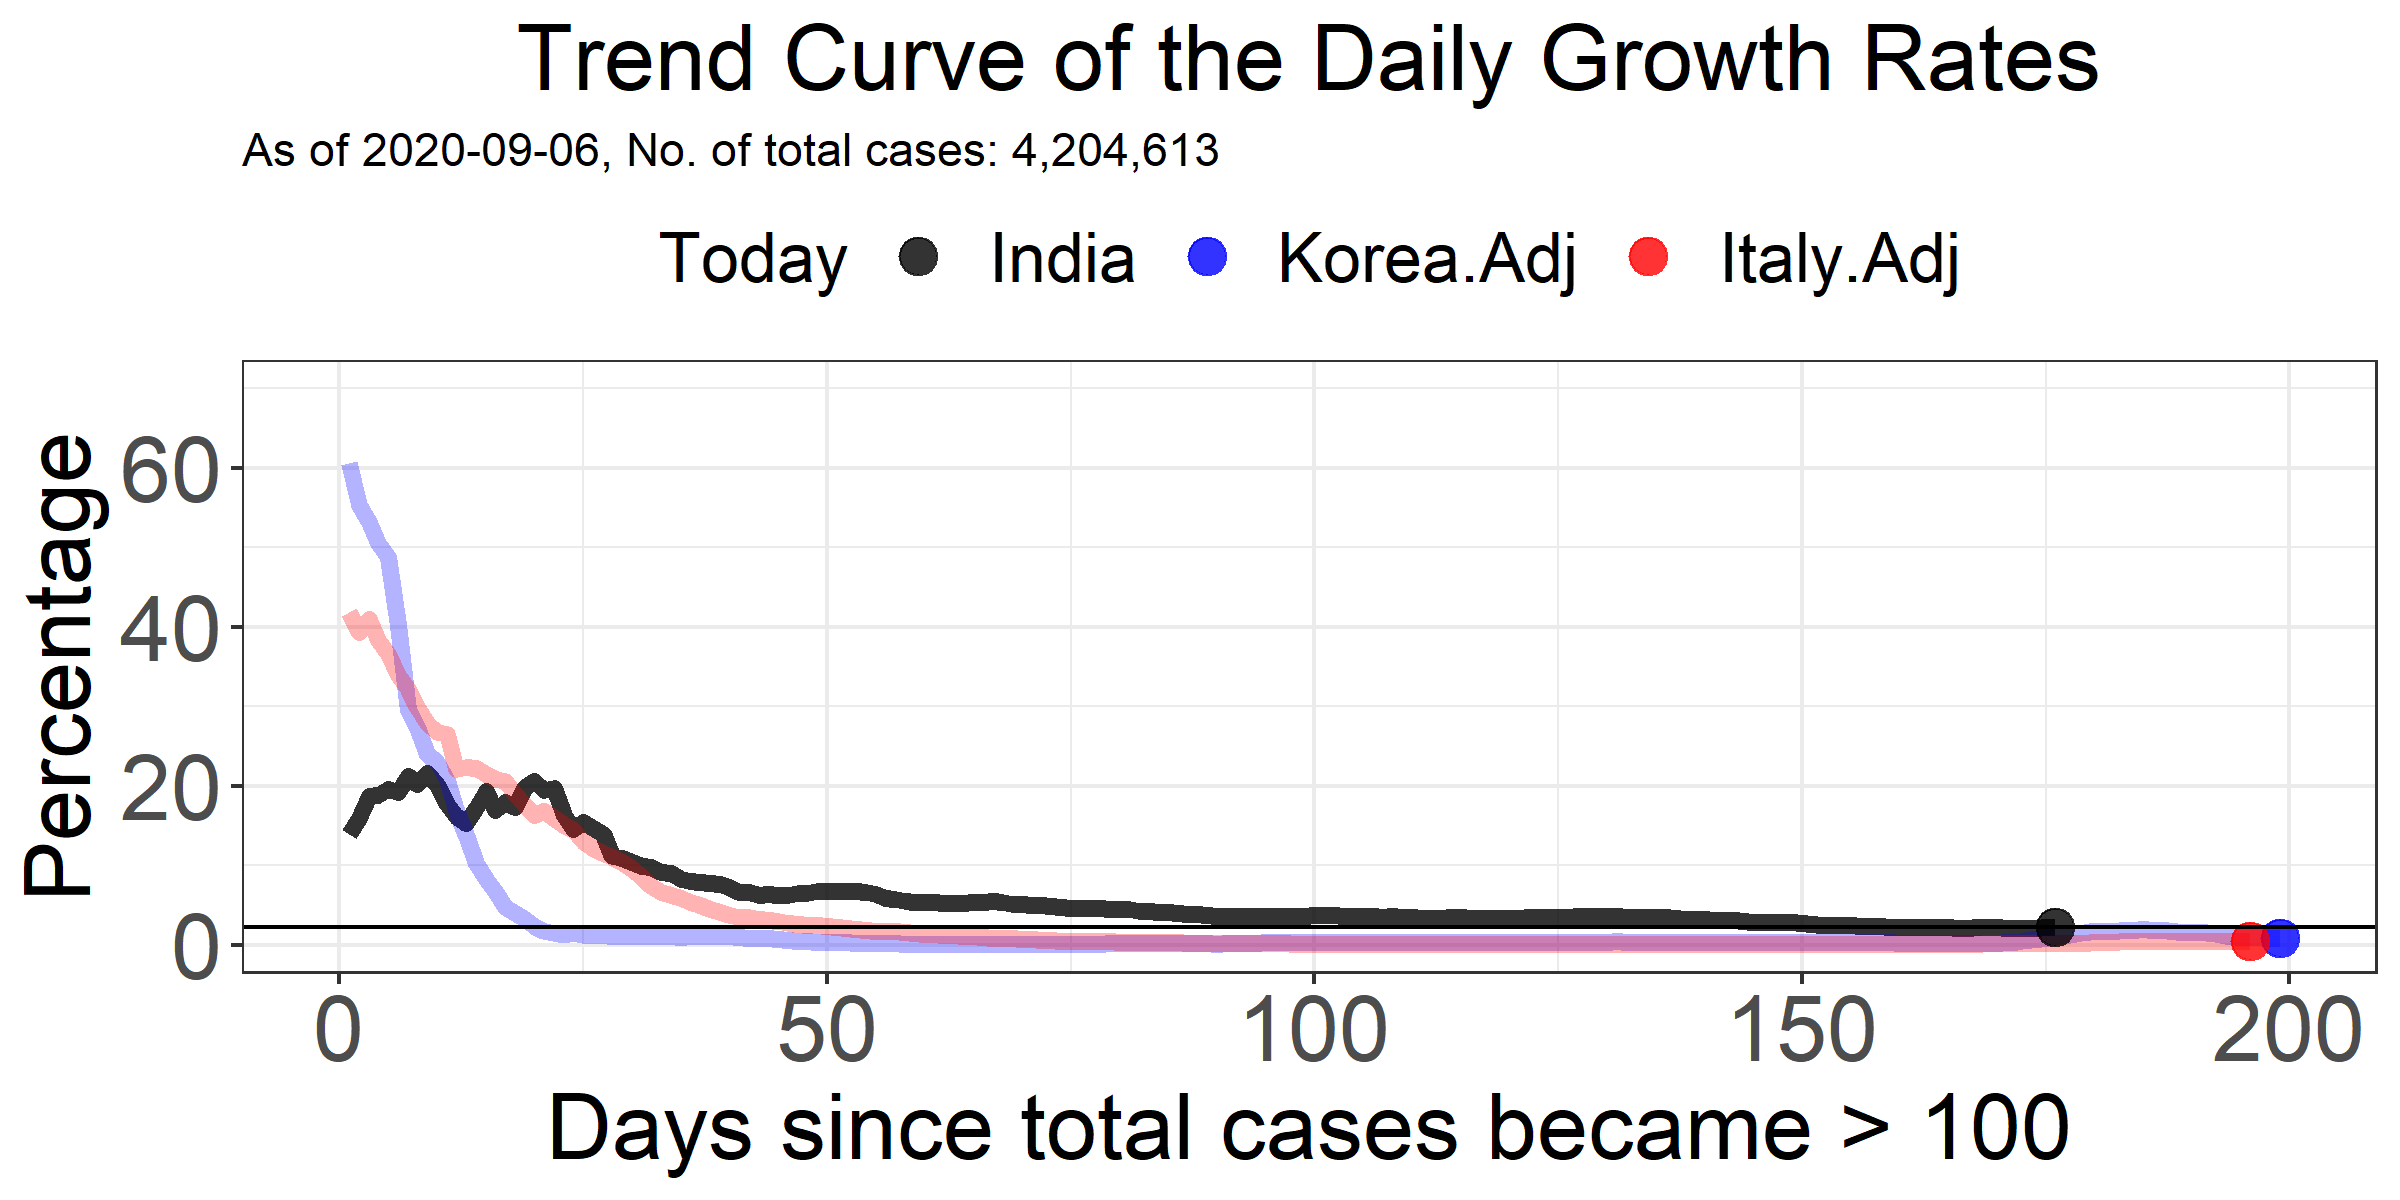 Trend Curve of the Daily Growth Rates
As of 2020-09-06, No. of total cases: 4,204,613
Today India Korea.Adj Italy.Adj
Percentage
60
40
20
0
0 50 100 150 200
Days since total cases became > 100